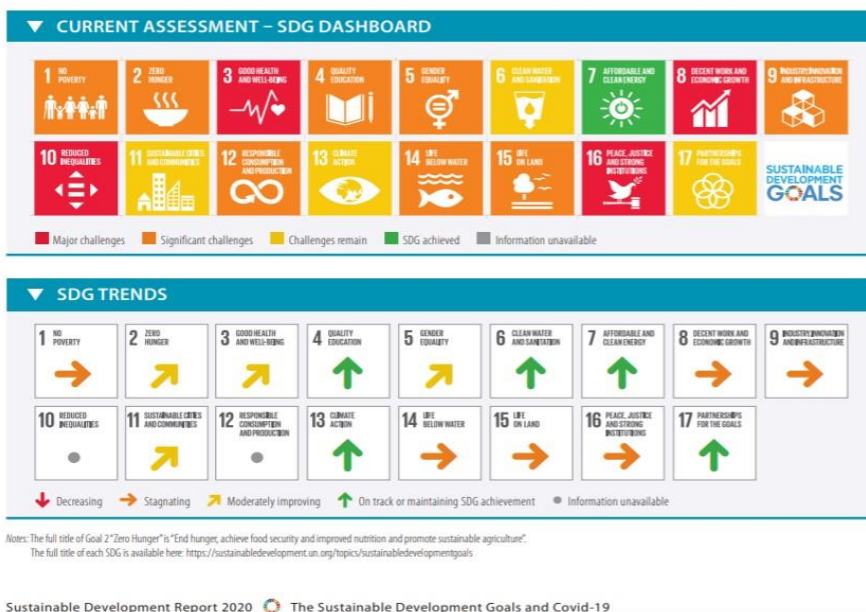 ▼ CURRENT ASSESSMENT – SDG DASHBOARD
1 NO POVERTY
2 ZERO HUNGER
3 GOOD HEALTH AND WELL-BEING
4 QUALITY EDUCATION
5 GENDER EQUALITY
6 CLEAN WATER AND SANITATION
7 AFFORDABLE AND CLEAN ENERGY
8 DECENT WORK AND ECONOMIC GROWTH
9 INDUSTRY, INNOVATION AND INFRASTRUCTURE
10 REDUCED INEQUALITIES
11 SUSTAINABLE CITIES AND COMMUNITIES
12 RESPONSIBLE CONSUMPTION AND PRODUCTION
13 CLIMATE ACTION
14 LIFE BELOW WATER
15 LIFE ON LAND
16 PEACE, JUSTICE AND STRONG INSTITUTIONS
17 PARTNERSHIPS FOR THE GOALS
SUSTAINABLE
DEVELOPMENT
GOALS
Major challenges Significant challenges Challenges remain SDG achieved Information unavailable
▼ SDG TRENDS
1 NO POVERTY
2 ZERO HUNGER
3 GOOD HEALTH AND WELL-BEING
4 QUALITY EDUCATION
5 GENDER EQUALITY
6 CLEAN WATER AND SANITATION
7 AFFORDABLE AND CLEAN ENERGY
8 DECENT WORK AND ECONOMIC GROWTH
9 INDUSTRY, INNOVATION AND INFRASTRUCTURE
10 REDUCED INEQUALITIES
11 SUSTAINABLE CITIES AND COMMUNITIES
12 RESPONSIBLE CONSUMPTION AND PRODUCTION
13 CLIMATE ACTION
14 LIFE BELOW WATER
15 LIFE ON LAND
16 PEACE, JUSTICE AND STRONG INSTITUTIONS
17 PARTNERSHIPS FOR THE GOALS
Decreasing Stagnating Moderately improving On track or maintaining SDG achievement Information unavailable
Notes: The full title of Goal 2 "Zero Hunger" is "End hunger, achieve food security and improved nutrition and promote sustainable agriculture".
The full title of each SDG is available here: https://sustainabledevelopment.un.org/topics/sustainabledevelopmentgoals
Sustainable Development Report 2020 The Sustainable Development Goals and Covid-19